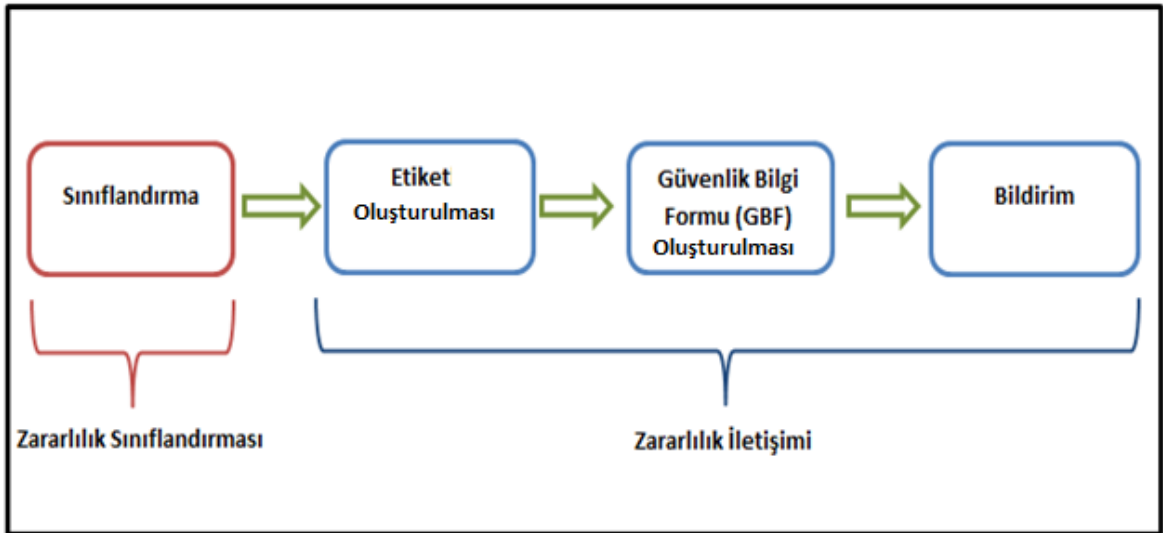 Sınıflandırma
Etiket
Oluşturulması
Güvenlik Bilgi
Formu (GBF)
Oluşturulması
Bildirim
Zararlılık Sınıflandırması
Zararlılık İletişimi